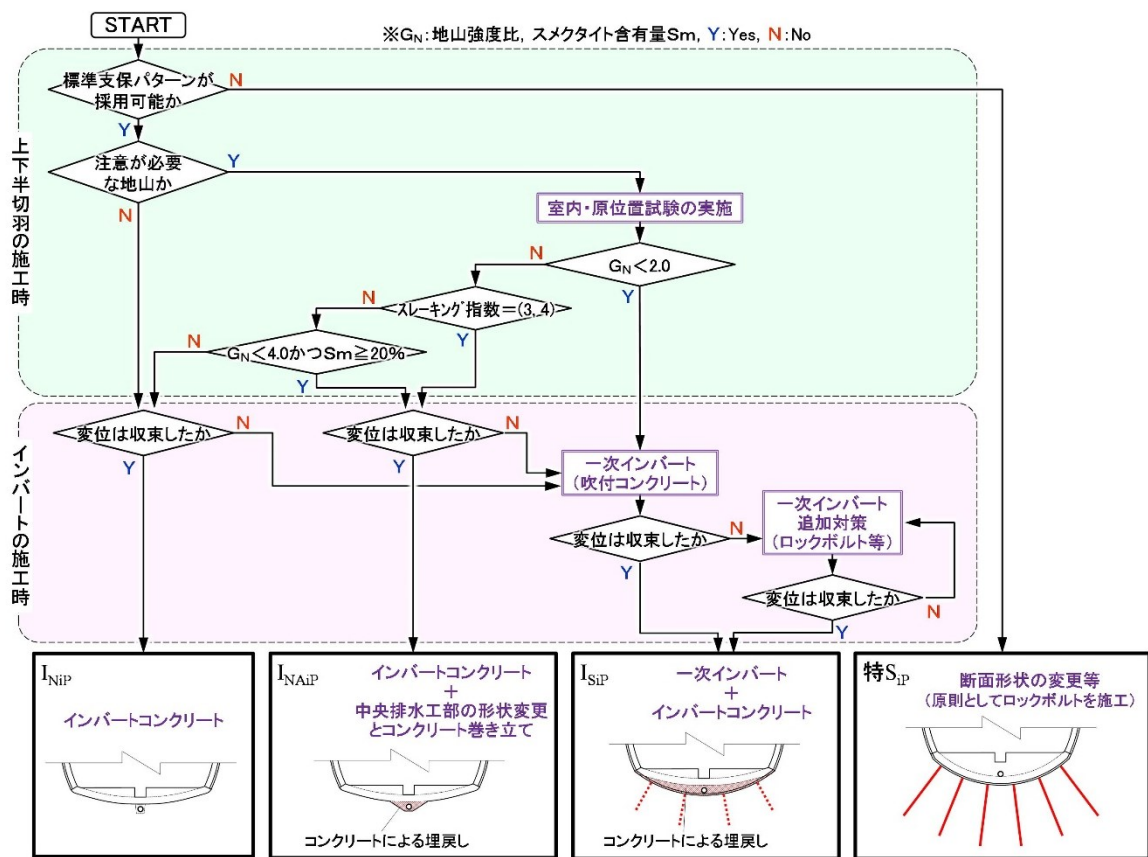 START
※GN:地山強度比, スメクタイト含有量Sm, Y:Yes, N:No
上下半切羽の施工時
標準支保パターンが
採用可能か
N
Y
注意が必要
な地山か
Y
N
室内・原位置試験の実施
GN<2.0
N
Y
スレーキング指数=(3, 4)
N
Y
GN<4.0かつSm≧20%
N
Y
インバートの施工時
変位は収束したか
N
Y
変位は収束したか
N
Y
一次インバート
(吹付コンクリート)
変位は収束したか
N
Y
一次インバート
追加対策
(ロックボルト等)
変位は収束したか
N
Y
INiP
インバートコンクリート
INAiP
インバートコンクリート
+
中央排水工部の形状変更
とコンクリート巻き立て
コンクリートによる埋戻し
ISiP
一次インバート
+
インバートコンクリート
コンクリートによる埋戻し
特SiP
断面形状の変更等
(原則としてロックボルトを施工)